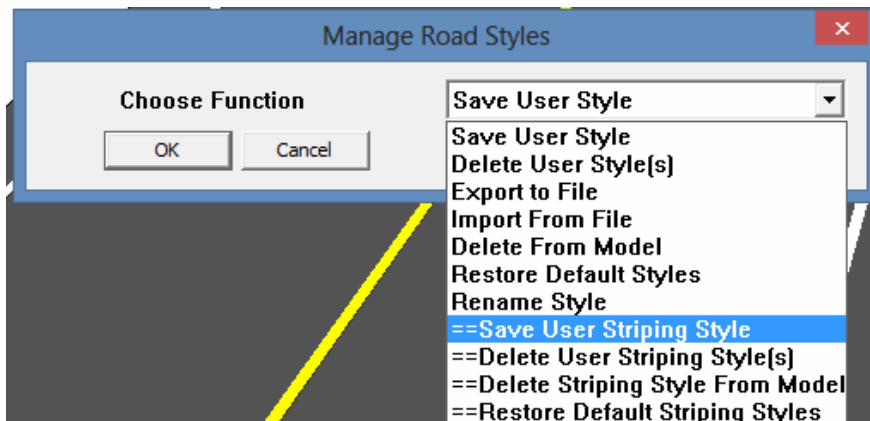 Manage Road Styles
Choose Function
Save User Style
OK
Cancel
Save User Style
Delete User Style(s)
Export to File
Import From File
Delete From Model
Restore Default Styles
Rename Style
==Save User Striping Style
==Delete User Striping Style(s)
==Delete Striping Style From Model
==Restore Default Striping Styles